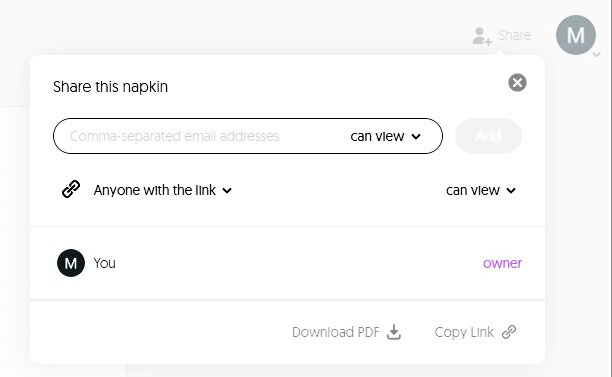 Share
M
Share this napkin
Comma-separated email addresses can view
Add
Anyone with the link can view
M You owner
Download PDF Copy Link